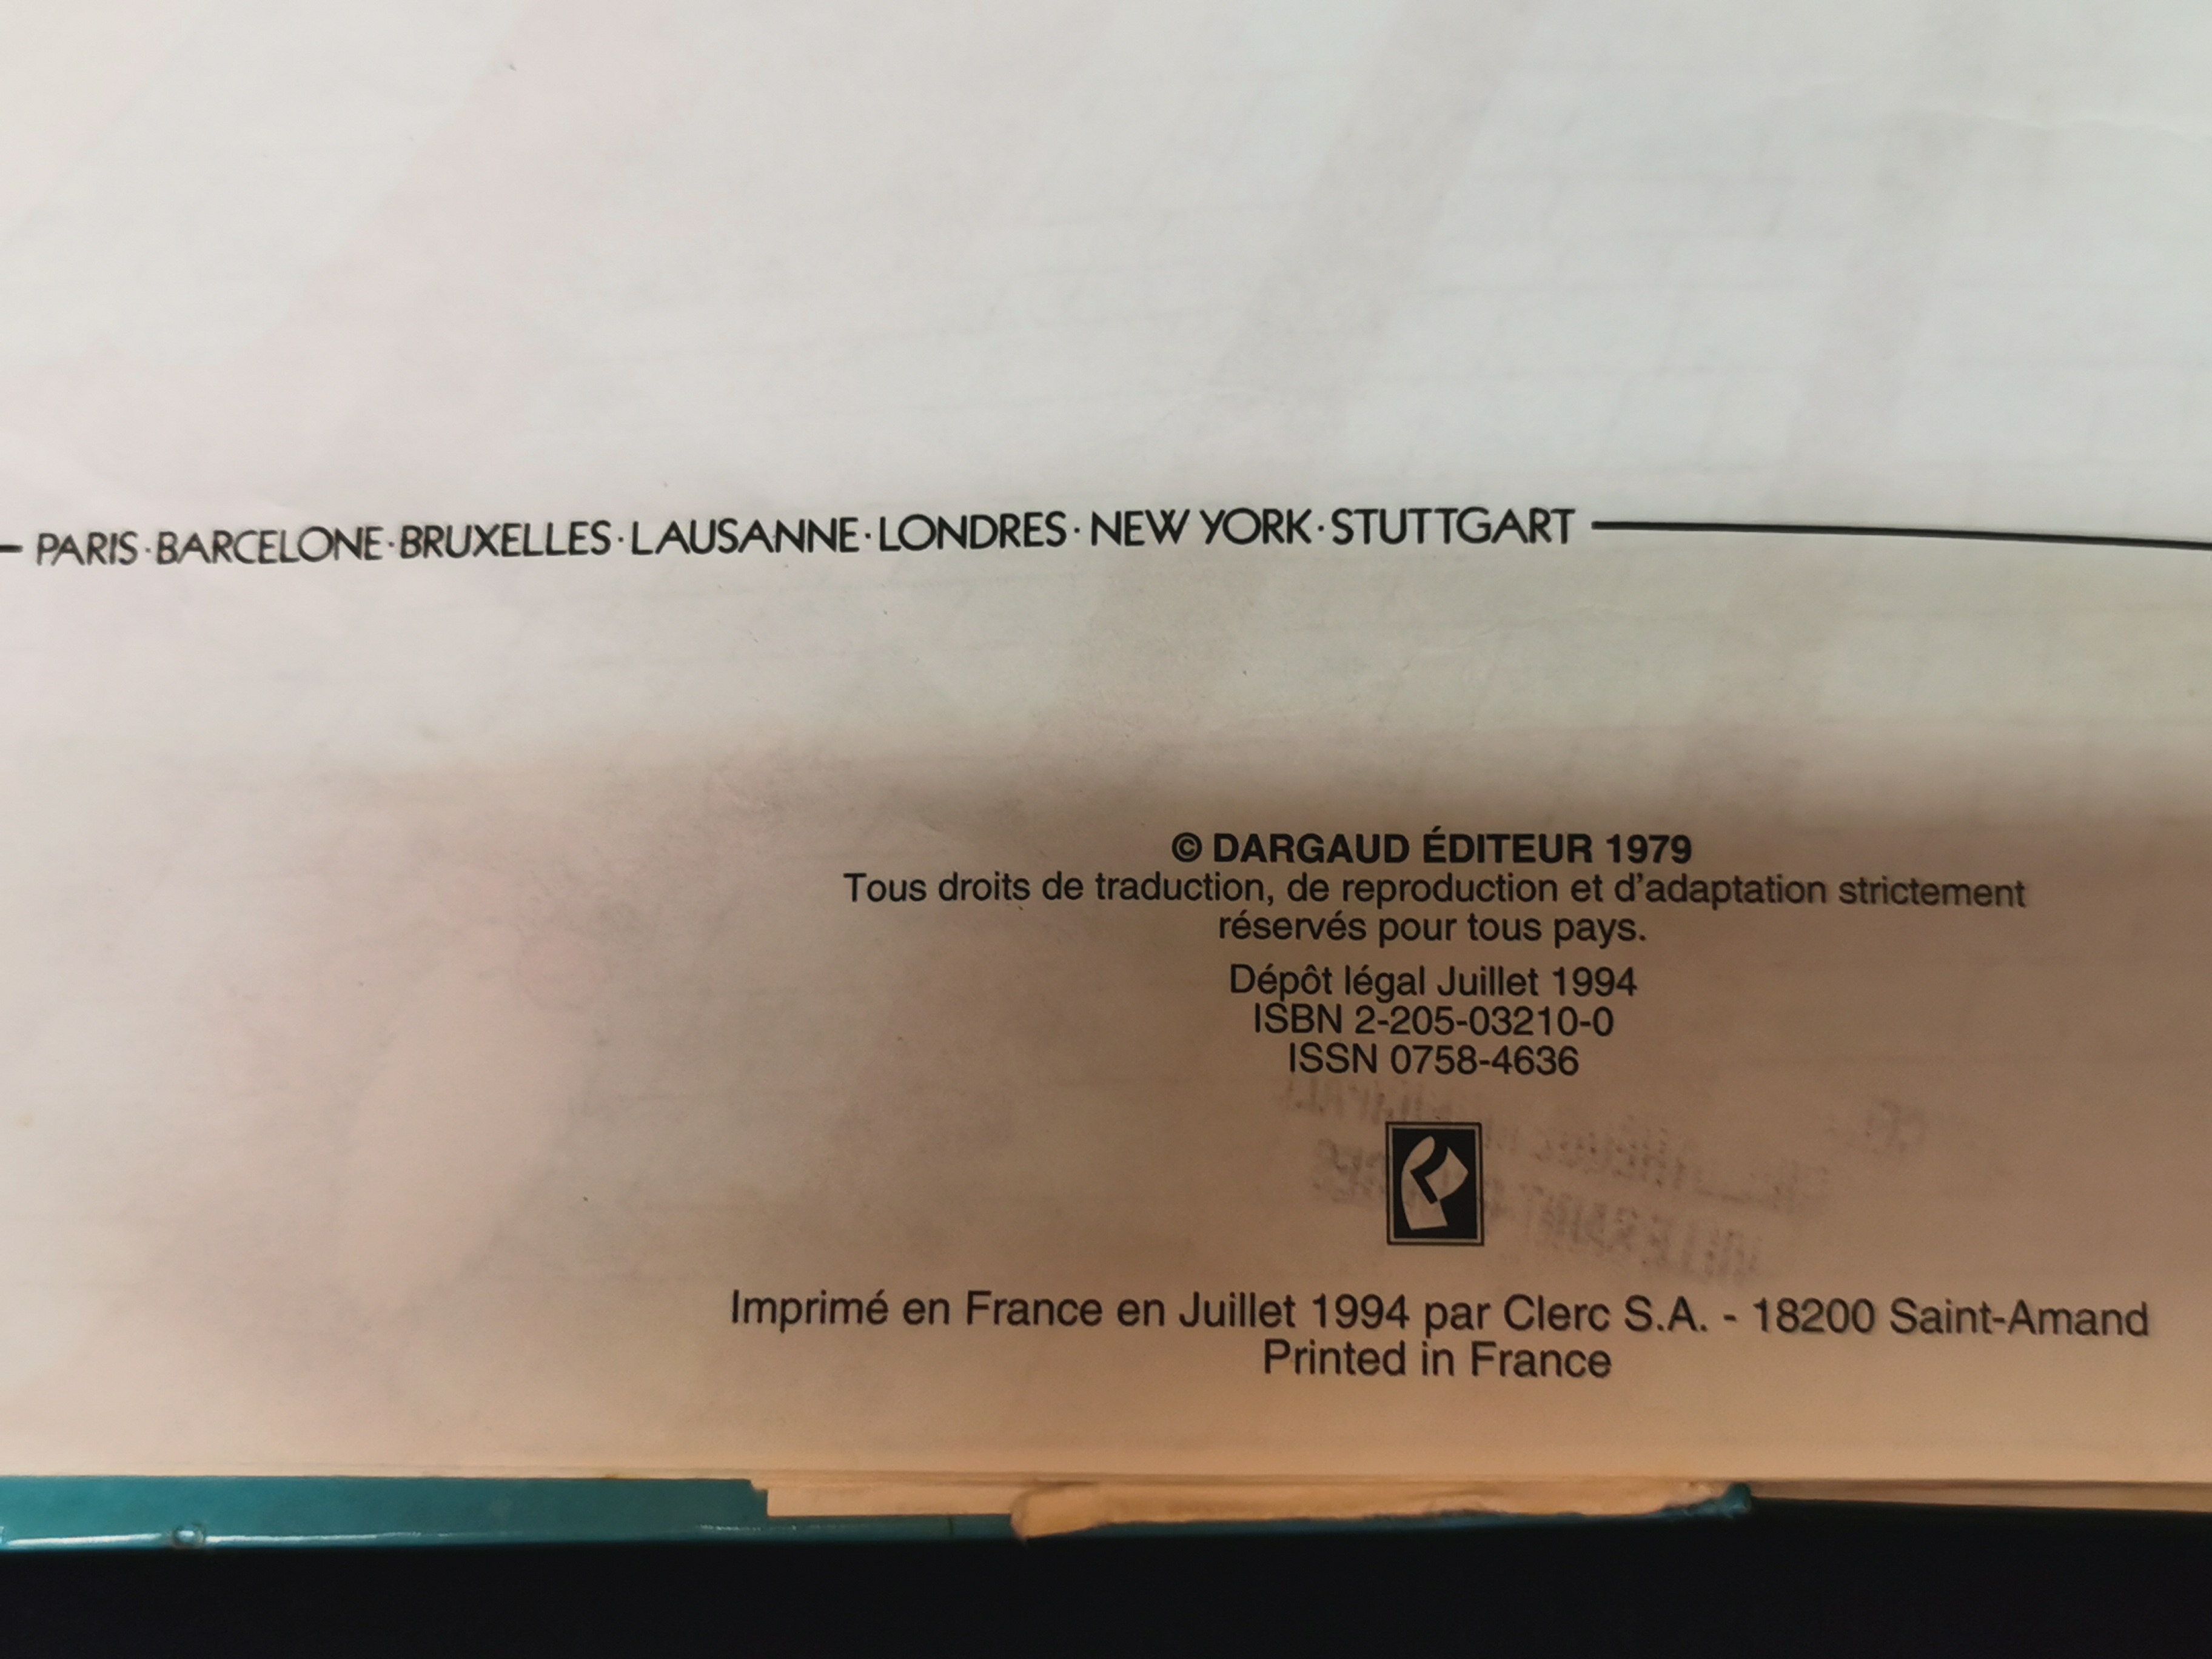 PARIS·BARCELONE·BRUXELLES·LAUSANNE·LONDRES·NEW YORK·STUTTGART
© DARGAUD ÉDITEUR 1979
Tous droits de traduction, de reproduction et d'adaptation strictement
réservés pour tous pays.
Dépôt légal Juillet 1994
ISBN 2-205-03210-0
ISSN 0758-4636
Imprimé en France en Juillet 1994 par Clerc S.A. - 18200 Saint-Amand
Printed in France